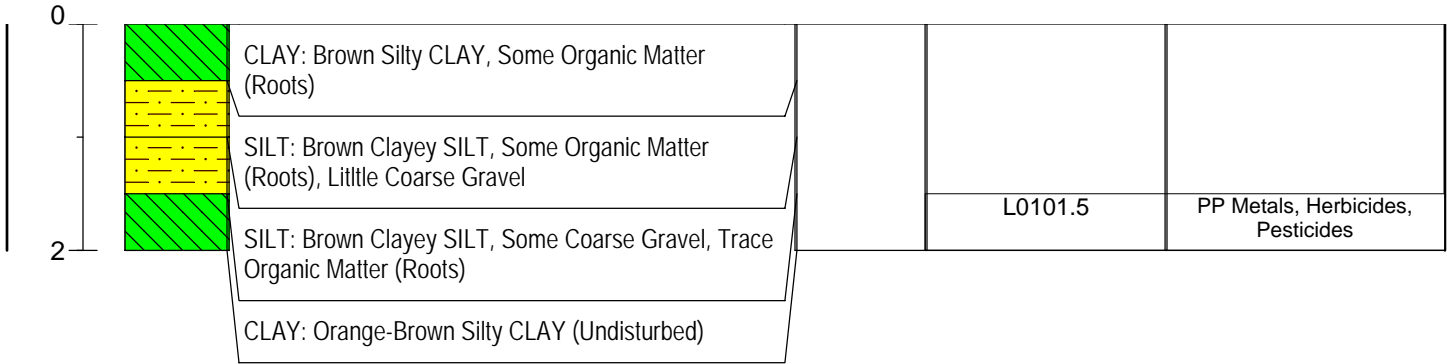 0
CLAY: Brown Silty CLAY, Some Organic Matter
(Roots)
SILT: Brown Clayey SILT, Some Organic Matter
(Roots), Litltle Coarse Gravel
L0101.5
PP Metals, Herbicides,
Pesticides
2
SILT: Brown Clayey SILT, Some Coarse Gravel, Trace
Organic Matter (Roots)
CLAY: Orange-Brown Silty CLAY (Undisturbed)